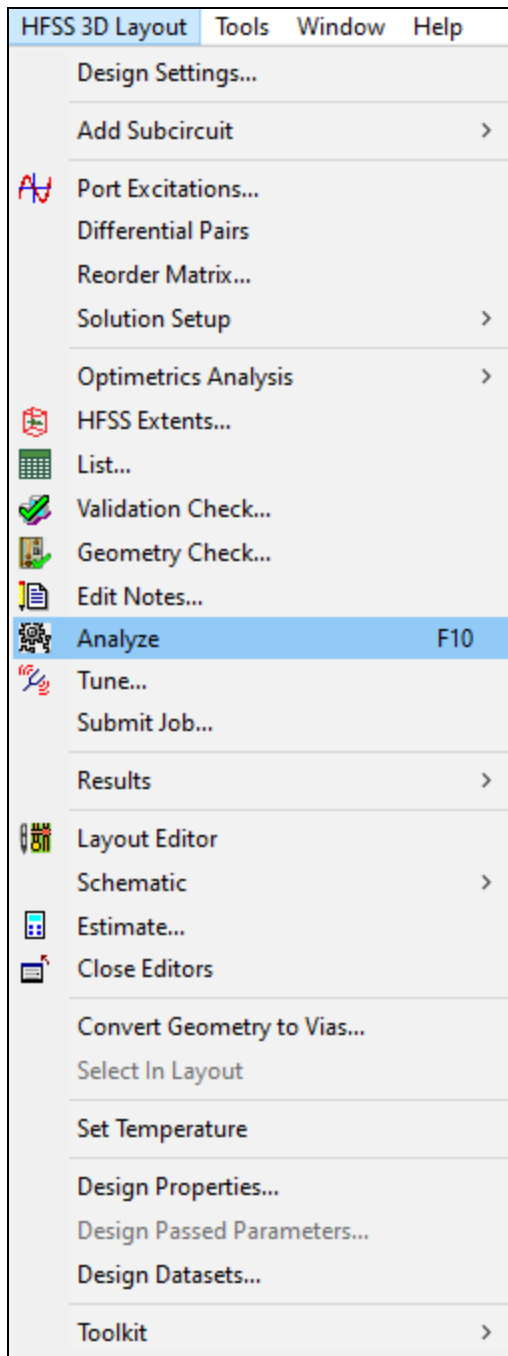 HFSS 3D Layout Tools Window Help
Design Settings...
Add Subcircuit
Port Excitations...
Differential Pairs
Reorder Matrix...
Solution Setup
Optimetrics Analysis
HFSS Extents...
List...
Validation Check...
Geometry Check...
Edit Notes...
Analyze F10
Tune...
Submit Job...
Results
Layout Editor
Schematic
Estimate...
Close Editors
Convert Geometry to Vias...
Select In Layout
Set Temperature
Design Properties...
Design Passed Parameters...
Design Datasets...
Toolkit